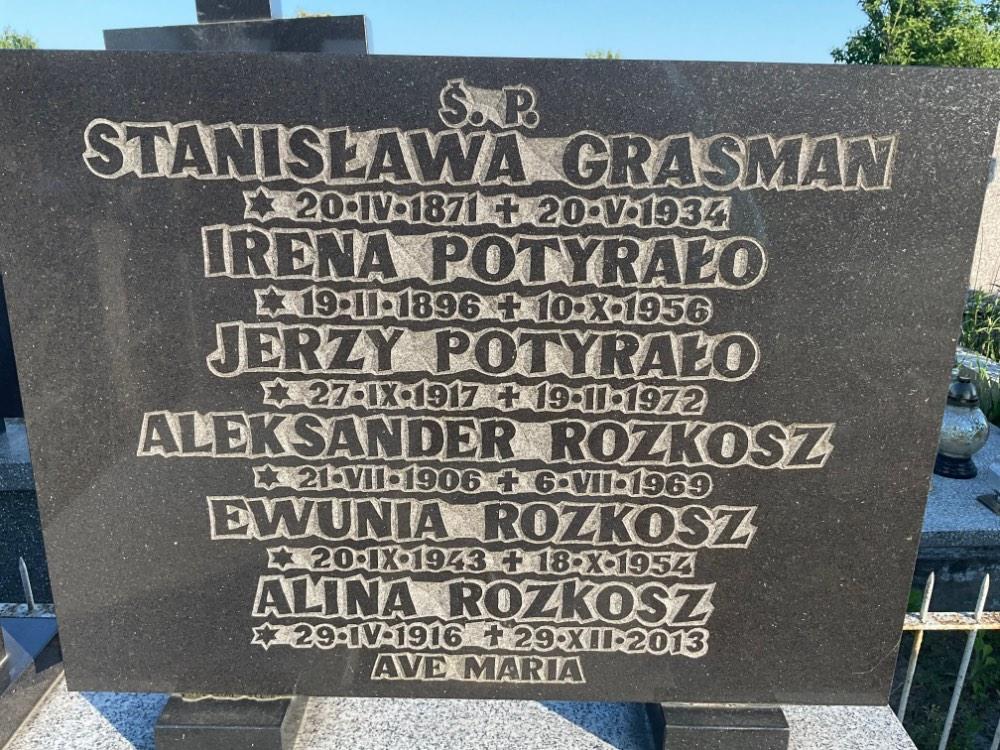 Ś. P.
STANISŁAWA GRASMAN
✶ 20·IV·1871 ✝ 20·V·1934
IRENA POTYRAŁO
✶ 19·II·1896 ✝ 10·X·1956
JERZY POTYRAŁO
✶ 27·IX·1917 ✝ 19·II·1972
ALEKSANDER ROZKOSZ
✶ 21·VII·1906 ✝ 6·VII·1969
EWUNIA ROZKOSZ
✶ 20·IX·1943 ✝ 18·X·1954
ALINA ROZKOSZ
✶ 29·IV·1916 ✝ 29·XII·2013
AVE MARIA